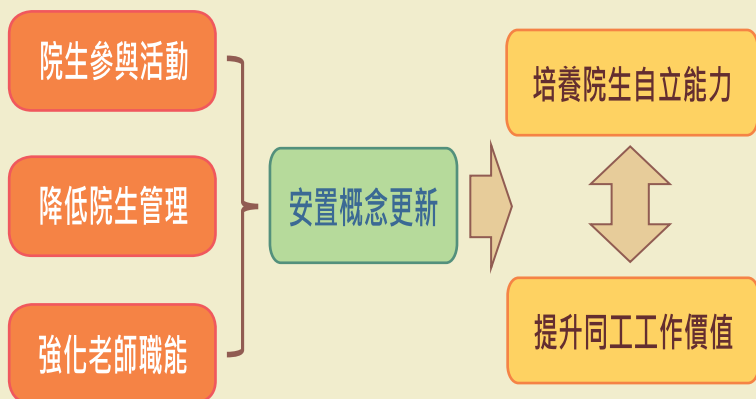 院生參與活動
降低院生管理
強化老師職能
安置概念更新
培養院生自立能力
提升同工工作價值